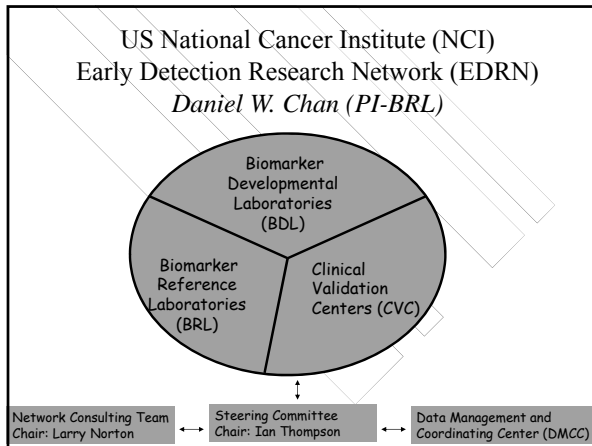 US National Cancer Institute (NCI)
Early Detection Research Network (EDRN)
Daniel W. Chan (PI-BRL)
Biomarker
Developmental
Laboratories
(BDL)
Biomarker
Reference
Laboratories
(BRL)
Clinical
Validation
Centers (CVC)
Network Consulting Team
Chair: Larry Norton
Steering Committee
Chair: Ian Thompson
Data Management and
Coordinating Center (DMCC)